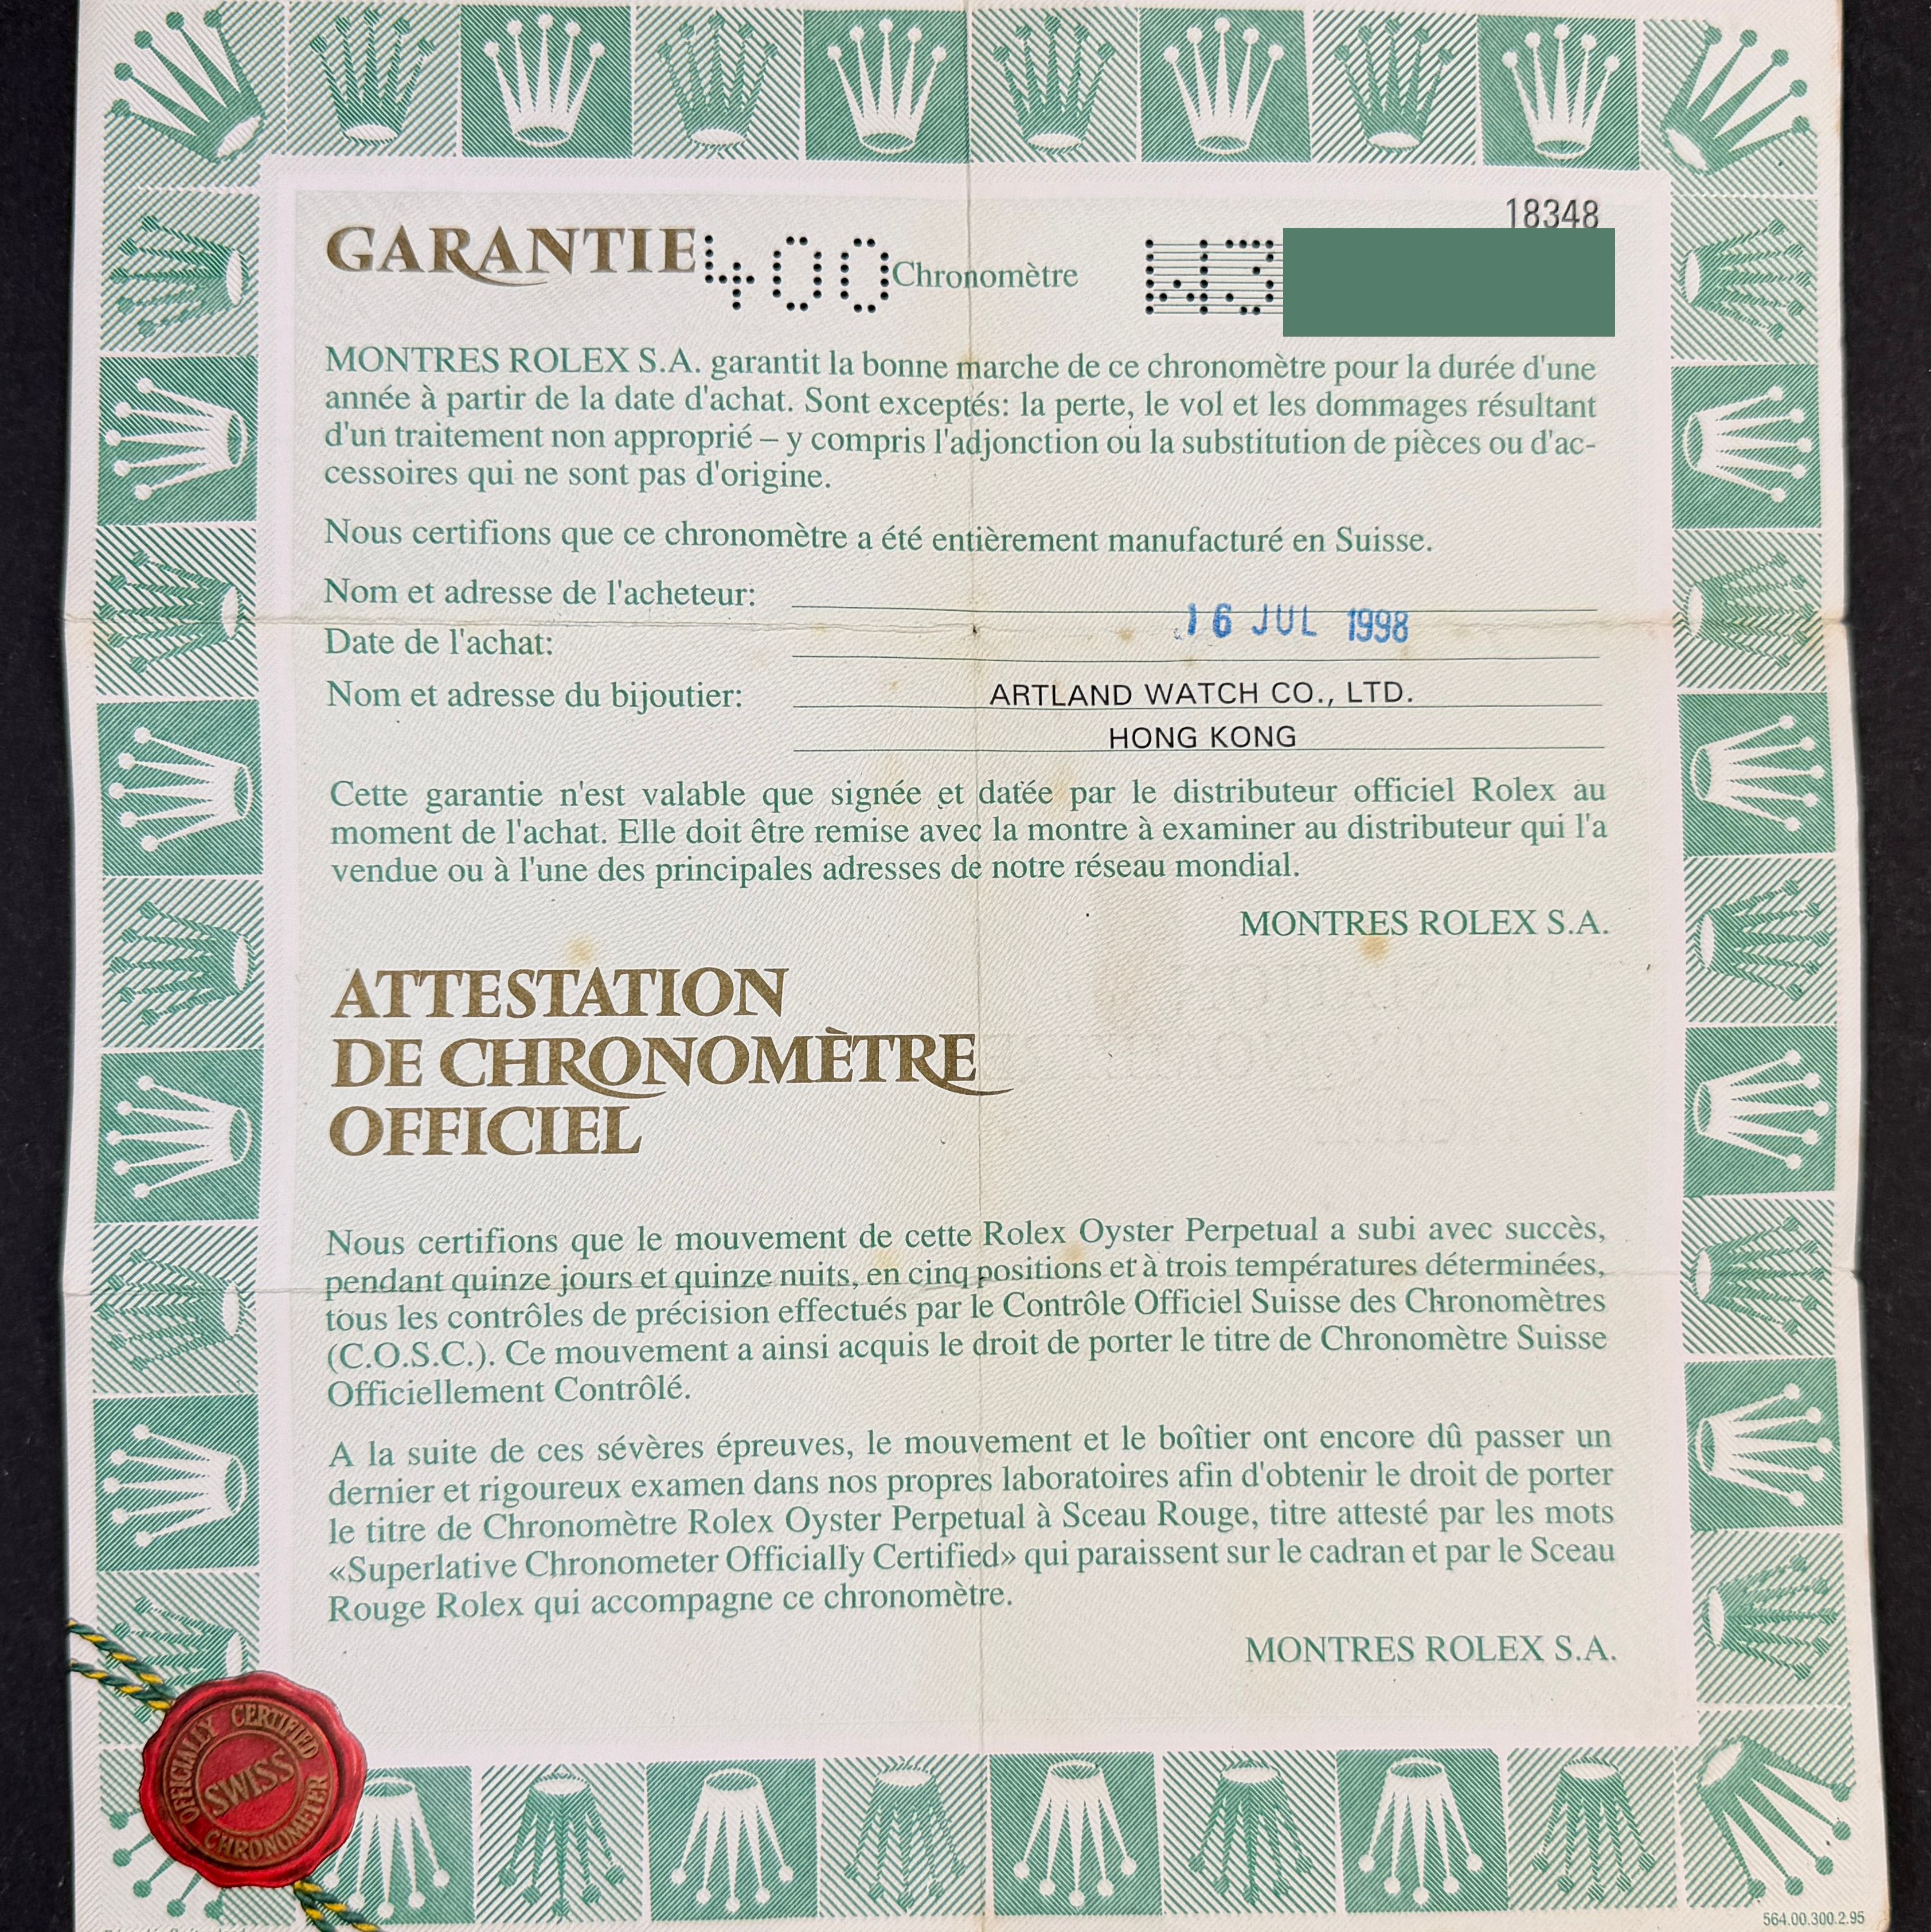 18348
GARANTIE 400 Chronomètre W3
MONTRES ROLEX S.A. garantit la bonne marche de ce chronomètre pour la durée d'une
année à partir de la date d'achat. Sont exceptés: la perte, le vol et les dommages résultant
d'un traitement non approprié – y compris l'adjonction où la substitution de pièces ou d'ac-
cessoires qui ne sont pas d'origine.
Nous certifions que ce chronomètre a été entièrement manufacturé en Suisse.
Nom et adresse de l'acheteur:
Date de l'achat: 16 JUL 1998
Nom et adresse du bijoutier: ARTLAND WATCH CO., LTD.
HONG KONG
Cette garantie n'est valable que signée et datée par le distributeur officiel Rolex au
moment de l'achat. Elle doit être remise avec la montre à examiner au distributeur qui l'a
vendue ou à l'une des principales adresses de notre réseau mondial.
MONTRES ROLEX S.A.
ATTESTATION
DE CHRONOMÈTRE
OFFICIEL
Nous certifions que le mouvement de cette Rolex Oyster Perpetual a subi avec succès,
pendant quinze jours et quinze nuits, en cinq positions et à trois températures déterminées,
tous les contrôles de précision effectués par le Contrôle Officiel Suisse des Chronomètres
(C.O.S.C.). Ce mouvement a ainsi acquis le droit de porter le titre de Chronomètre Suisse
Officiellement Contrôlé.
A la suite de ces sévères épreuves, le mouvement et le boîtier ont encore dû passer un
dernier et rigoureux examen dans nos propres laboratoires afin d'obtenir le droit de porter
le titre de Chronomètre Rolex Oyster Perpetual à Sceau Rouge, titre attesté par les mots
«Superlative Chronometer Officially Certified» qui paraissent sur le cadran et par le Sceau
Rouge Rolex qui accompagne ce chronomètre.
MONTRES ROLEX S.A.
OFFICIALLY CERTIFIED
SWISS
CHRONOMETER
564.00.300.2.95